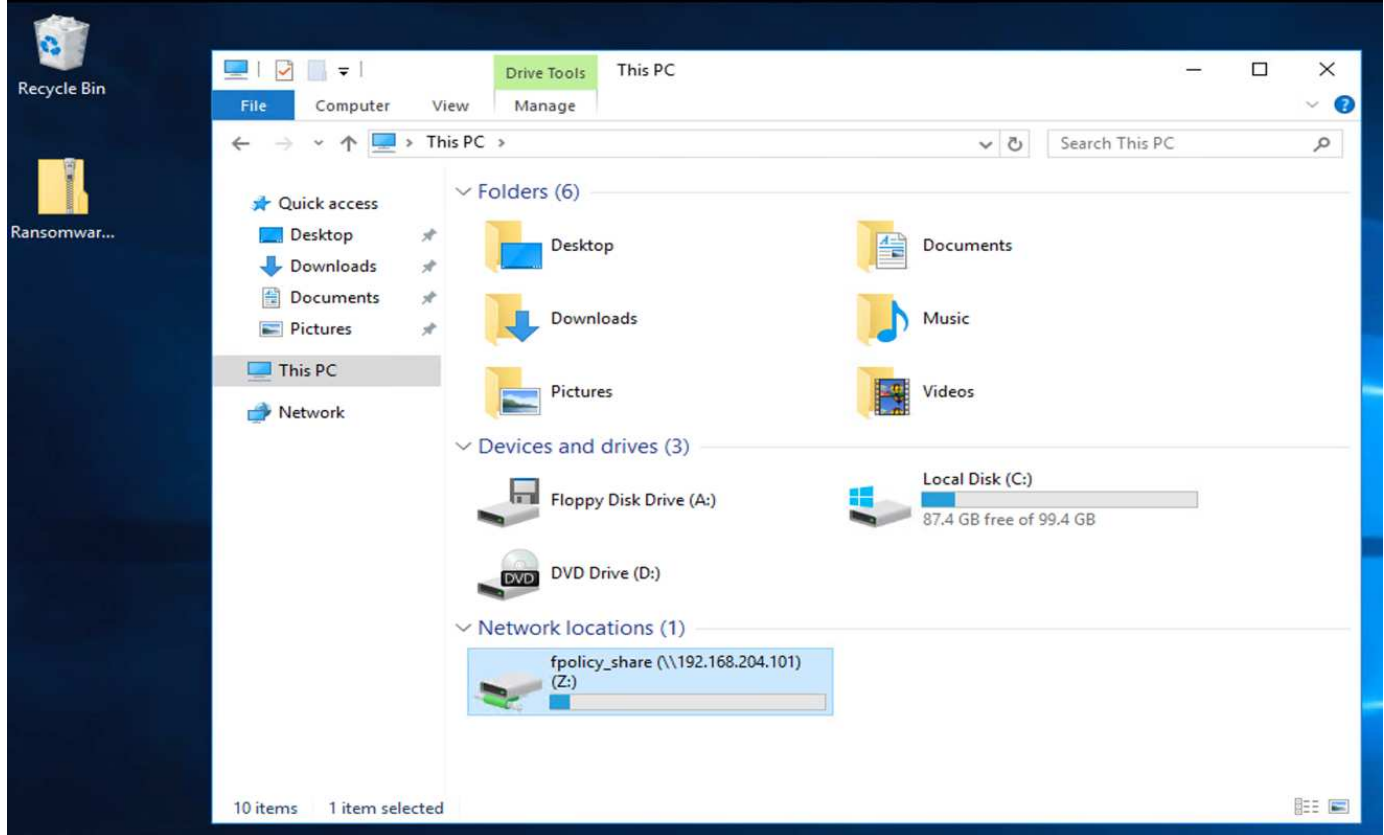 Recycle Bin
Ransomwar...
Drive Tools
This PC
File
Computer
View
Manage
This PC
Search This PC
Quick access
Desktop
Downloads
Documents
Pictures
This PC
Network
Folders (6)
Desktop
Documents
Downloads
Music
Pictures
Videos
Devices and drives (3)
Floppy Disk Drive (A:)
Local Disk (C:)
87.4 GB free of 99.4 GB
DVD
DVD Drive (D:)
Network locations (1)
fpolicy_share (\\192.168.204.101)
(Z:)
10 items
1 item selected